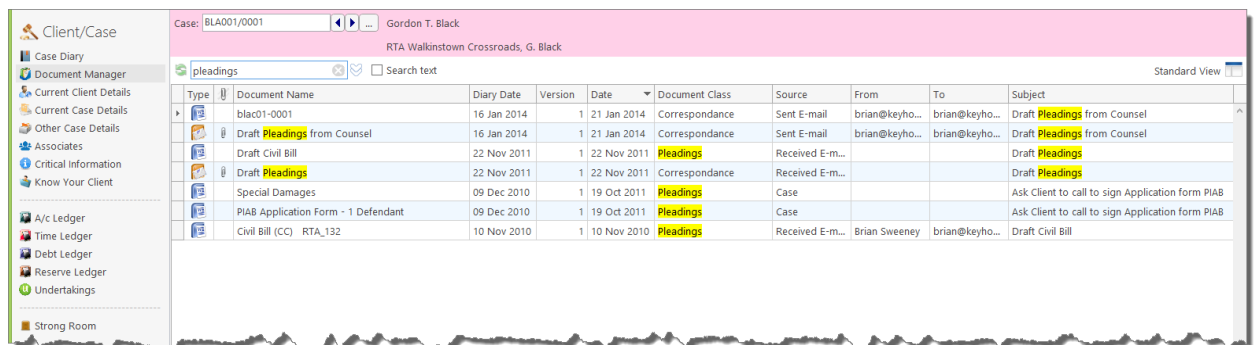 Client/Case
Case Diary
Document Manager
Current Client Details
Current Case Details
Other Case Details
Associates
Critical Information
Know Your Client
A/c Ledger
Time Ledger
Debt Ledger
Reserve Ledger
Undertakings
Strong Room
Case: BLA001/0001 ... Gordon T. Black
RTA Walkinstown Crossroads, G. Black
pleadings Search text Standard View
Type Document Name Diary Date Version Date Document Class Source From To Subject
blac01-0001 16 Jan 2014 1 21 Jan 2014 Correspondance Sent E-mail brian@keyho... brian@keyho... Draft Pleadings from Counsel
Draft Pleadings from Counsel 16 Jan 2014 1 21 Jan 2014 Correspondance Sent E-mail brian@keyho... brian@keyho... Draft Pleadings from Counsel
Draft Civil Bill 22 Nov 2011 1 22 Nov 2011 Pleadings Received E-m... Draft Pleadings
Draft Pleadings 22 Nov 2011 1 22 Nov 2011 Correspondance Received E-m... Draft Pleadings
Special Damages 09 Dec 2010 1 19 Oct 2011 Pleadings Case Ask Client to call to sign Application form PIAB
PIAB Application Form - 1 Defendant 09 Dec 2010 1 19 Oct 2011 Pleadings Case Ask Client to call to sign Application form PIAB
Civil Bill (CC) RTA_132 10 Nov 2010 1 10 Nov 2010 Pleadings Received E-m... Brian Sweeney brian@keyho... Draft Civil Bill